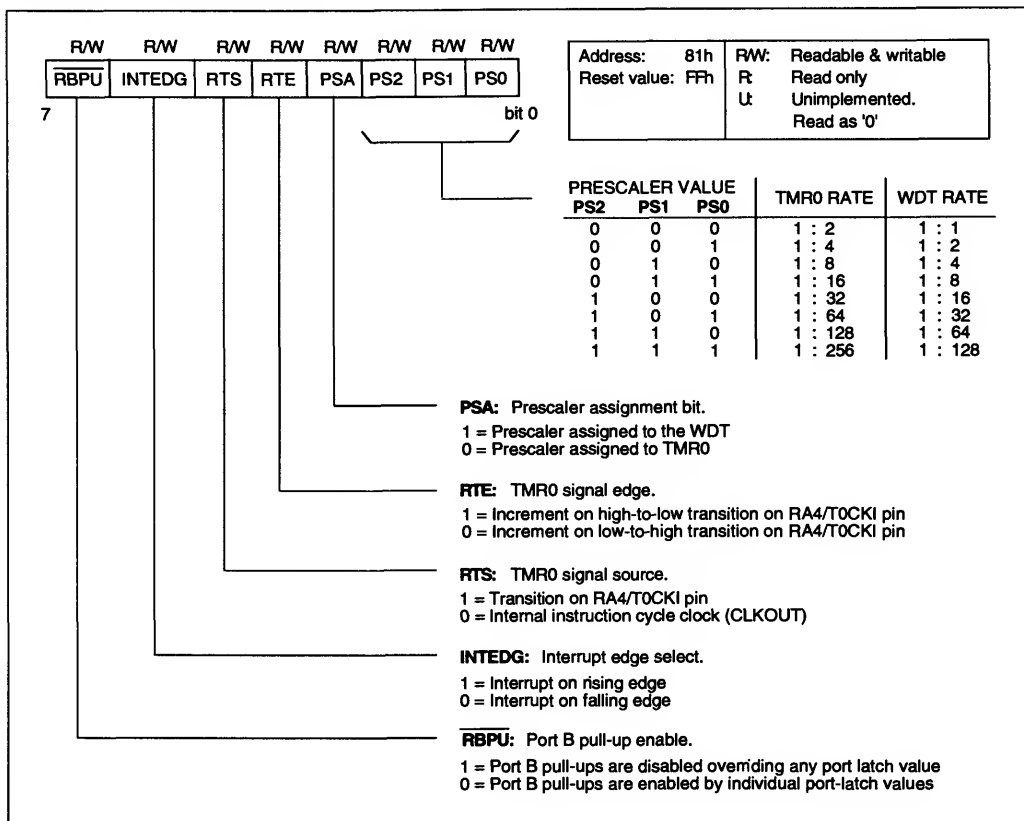 R/W R/W R/W R/W R/W R/W R/W R/W
RBPU INTEDG RTS RTE PSA PS2 PS1 PS0
7 bit 0
Address: 81h
Reset value: FFh
R/W: Readable & writable
R: Read only
U: Unimplemented.
Read as '0'
PRESCALER VALUE TMR0 RATE WDT RATE
PS2 PS1 PS0
0 0 0 1 : 2 1 : 1
0 0 1 1 : 4 1 : 2
0 1 0 1 : 8 1 : 4
0 1 1 1 : 16 1 : 8
1 0 0 1 : 32 1 : 16
1 0 1 1 : 64 1 : 32
1 1 0 1 : 128 1 : 64
1 1 1 1 : 256 1 : 128
PSA: Prescaler assignment bit.
1 = Prescaler assigned to the WDT
0 = Prescaler assigned to TMR0
RTE: TMR0 signal edge.
1 = Increment on high-to-low transition on RA4/T0CKI pin
0 = Increment on low-to-high transition on RA4/T0CKI pin
RTS: TMR0 signal source.
1 = Transition on RA4/T0CKI pin
0 = Internal instruction cycle clock (CLKOUT)
INTEDG: Interrupt edge select.
1 = Interrupt on rising edge
0 = Interrupt on falling edge
RBPU: Port B pull-up enable.
1 = Port B pull-ups are disabled overriding any port latch value
0 = Port B pull-ups are enabled by individual port-latch values